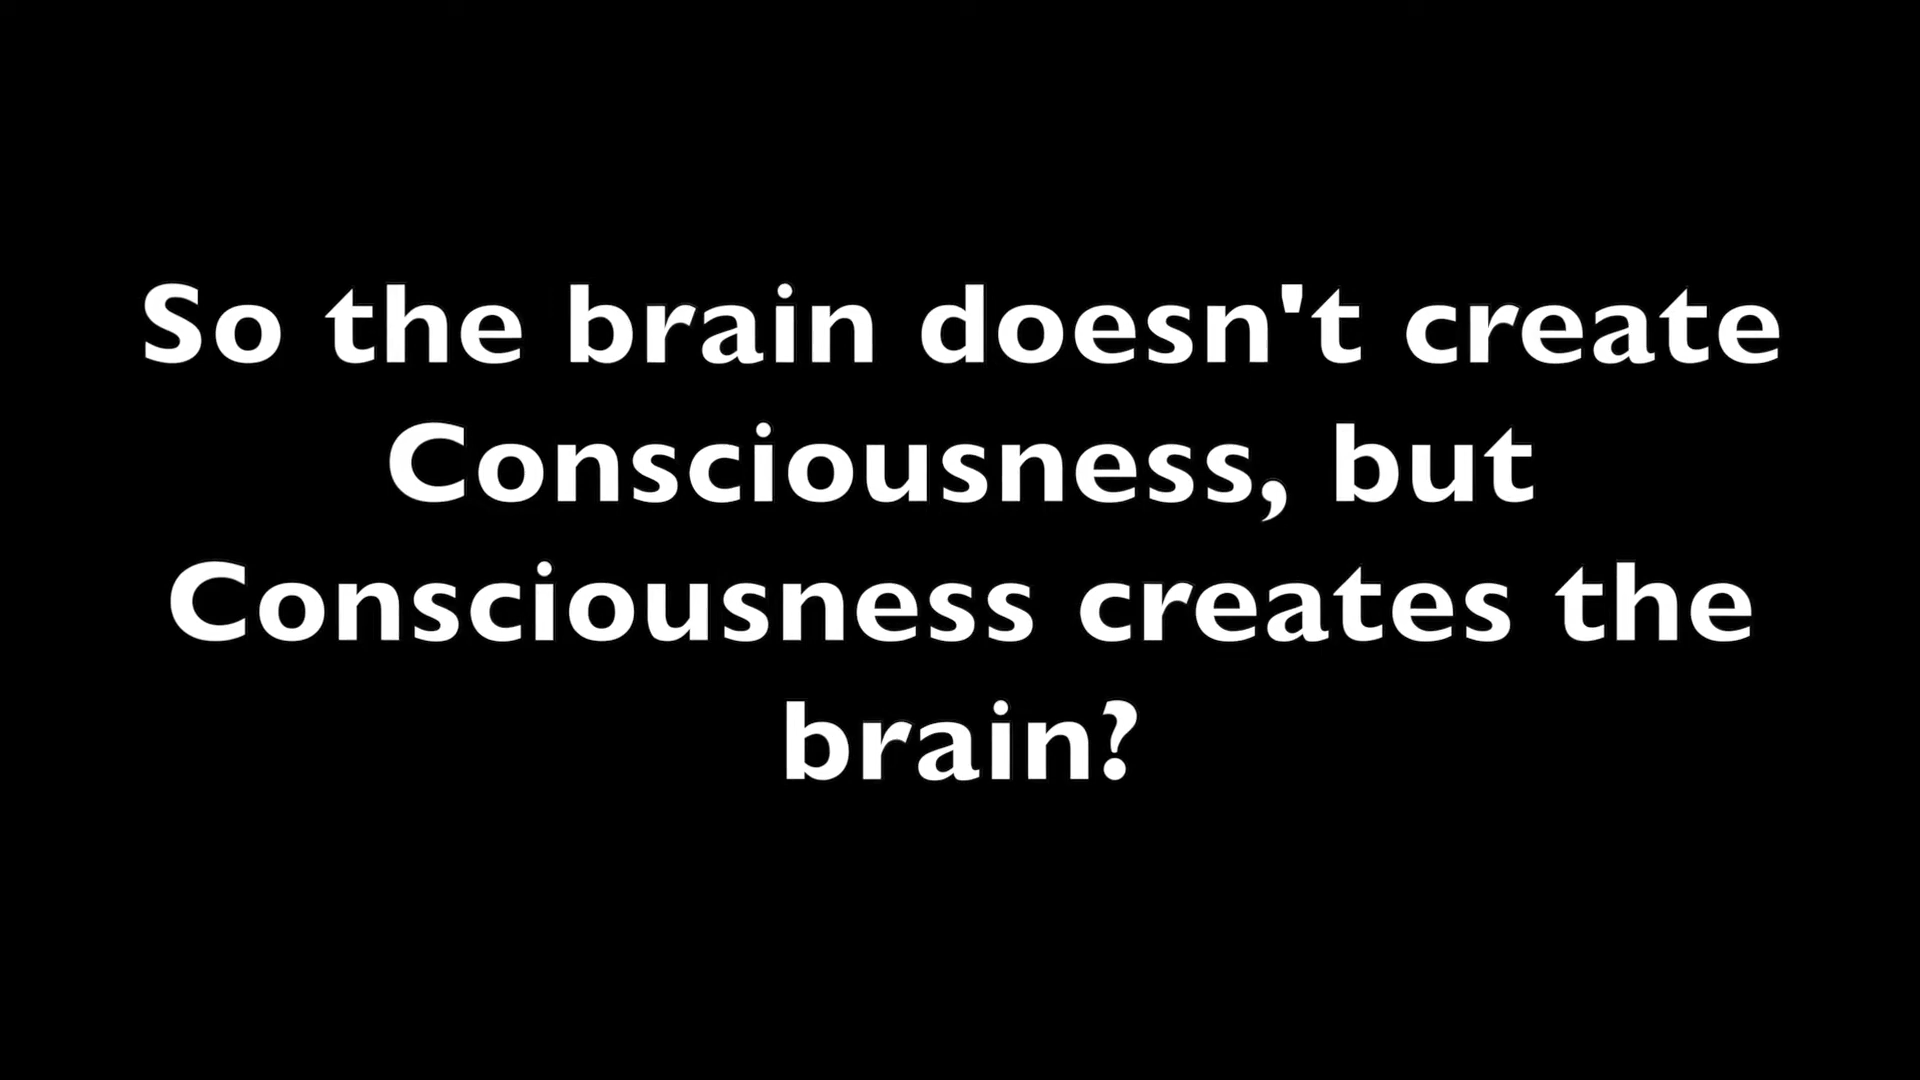 So the brain doesn't create
Consciousness, but
Consciousness creates the
brain?